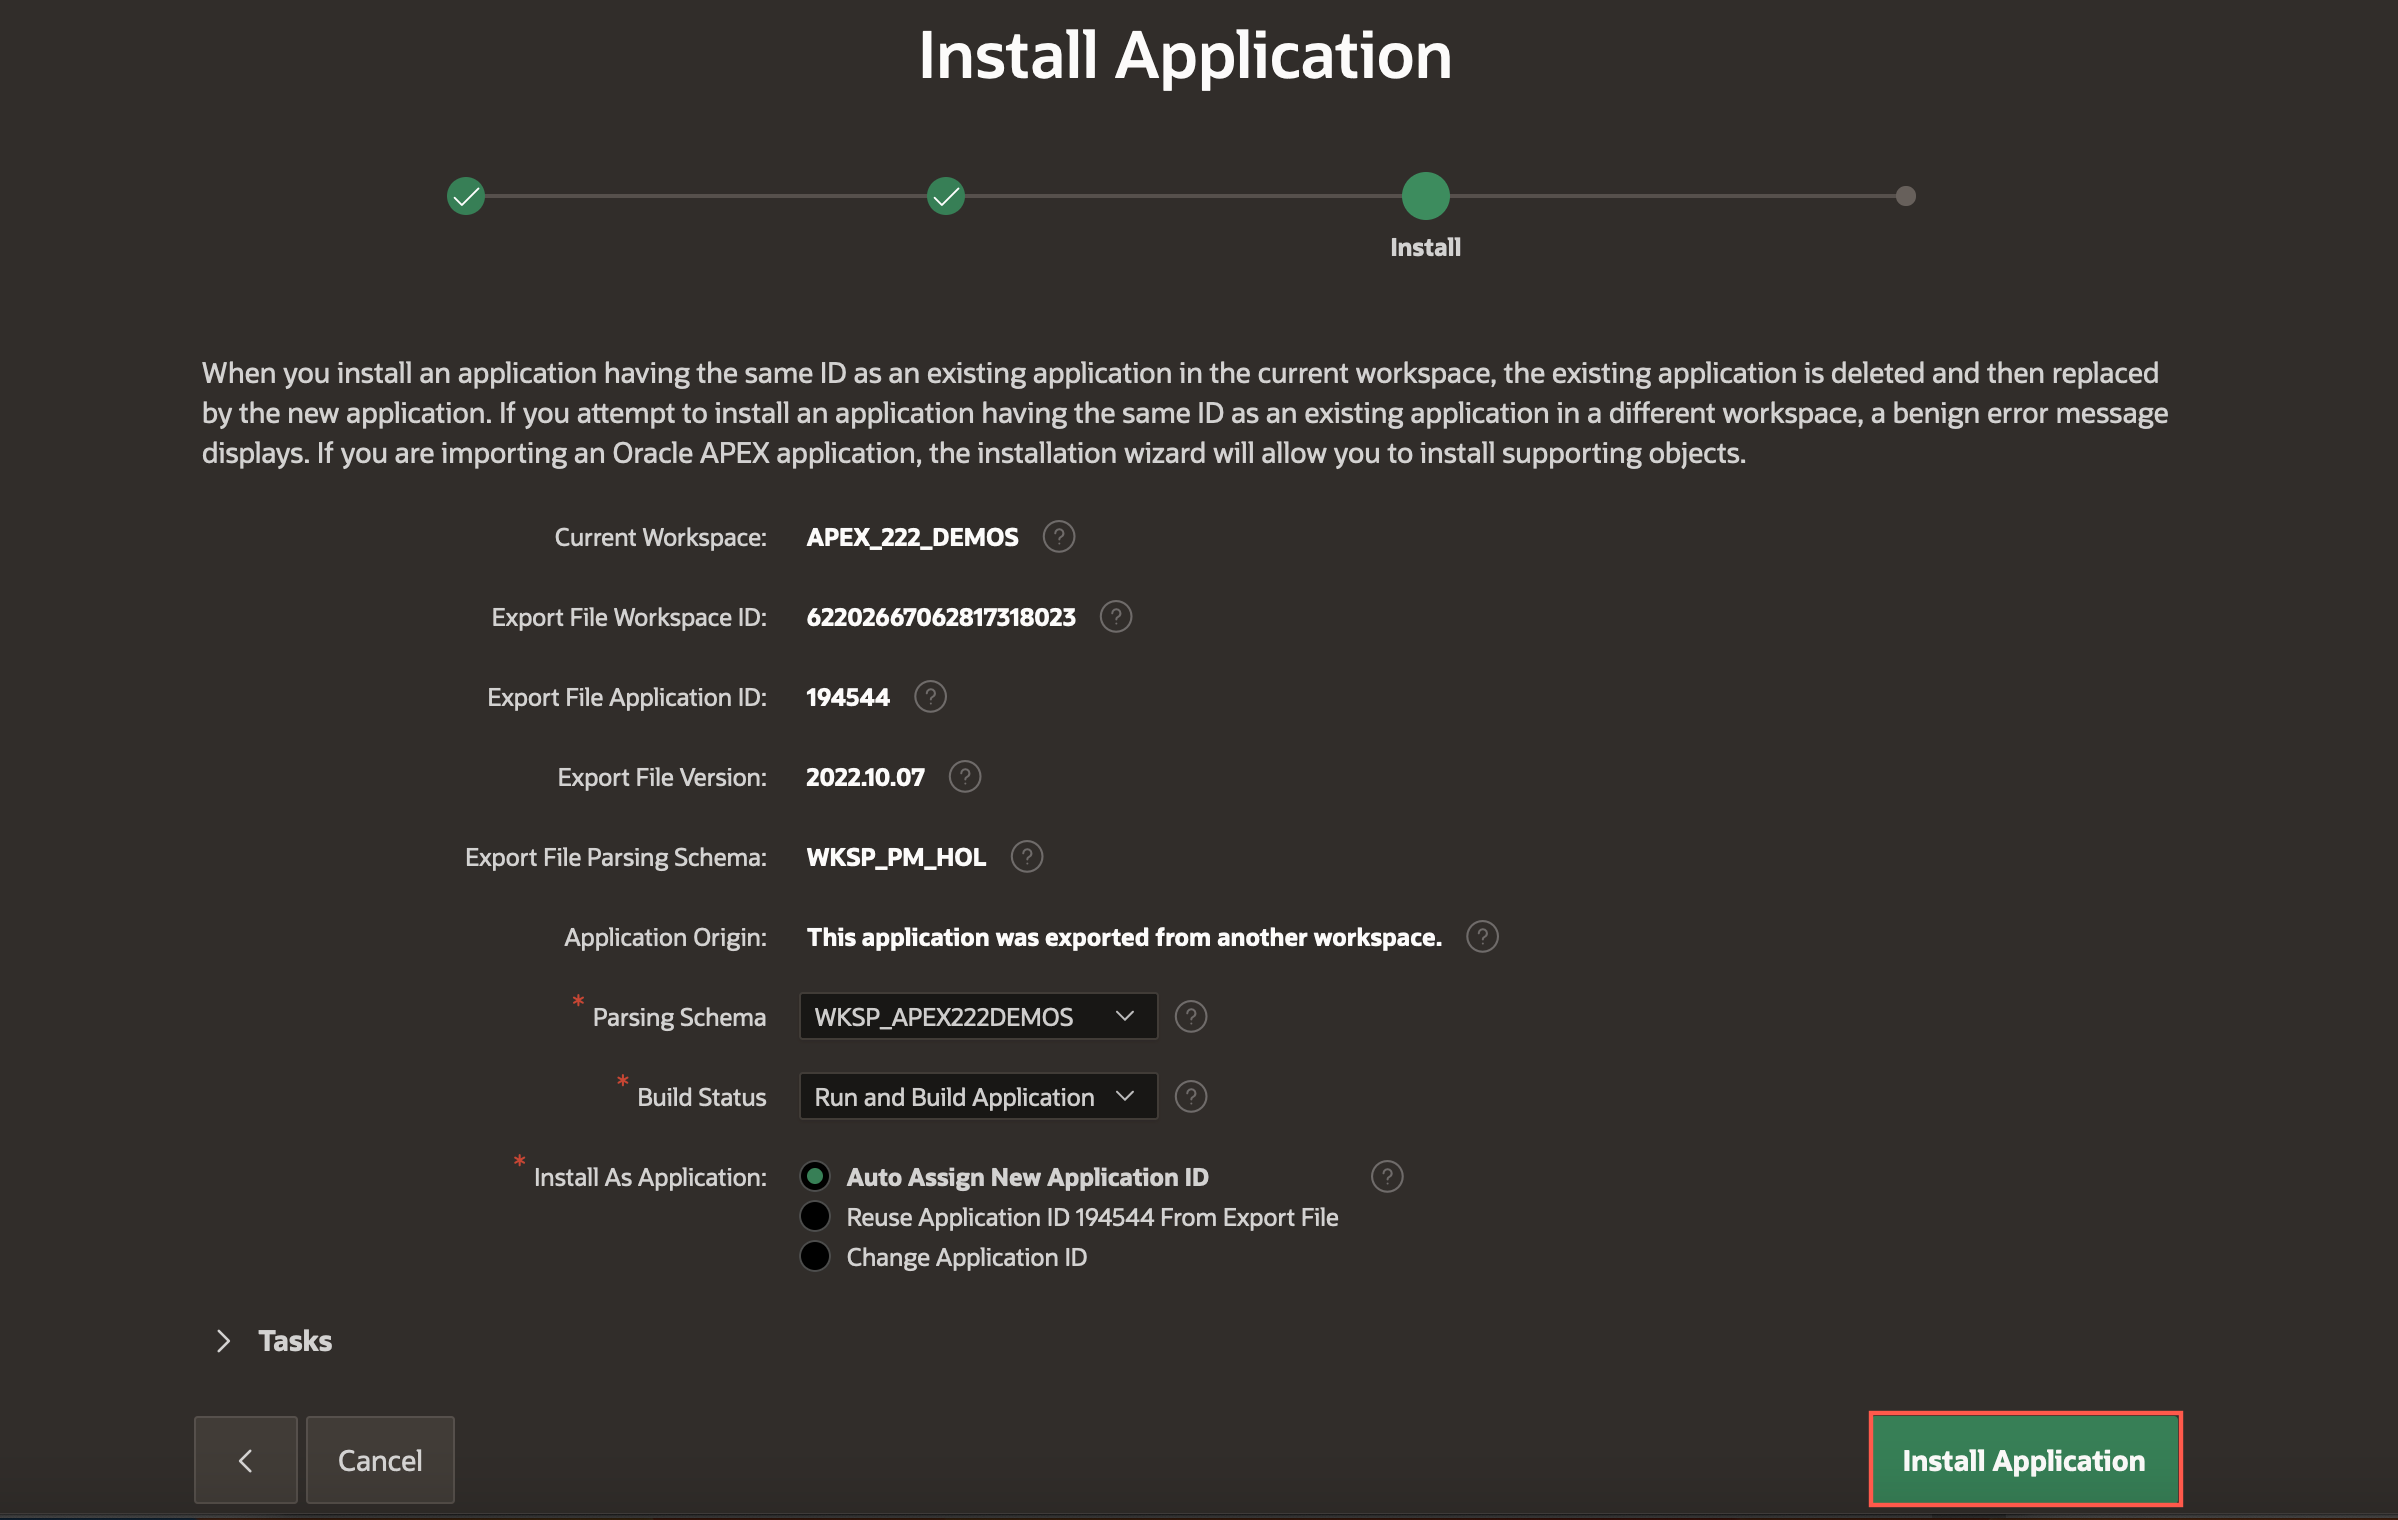 Install Application
Install
When you install an application having the same ID as an existing application in the current workspace, the existing application is deleted and then replaced
by the new application. If you attempt to install an application having the same ID as an existing application in a different workspace, a benign error message
displays. If you are importing an Oracle APEX application, the installation wizard will allow you to install supporting objects.
Current Workspace: APEX_222_DEMOS ?
Export File Workspace ID: 62202667062817318023 ?
Export File Application ID: 194544 ?
Export File Version: 2022.10.07 ?
Export File Parsing Schema: WKSP_PM_HOL ?
Application Origin: This application was exported from another workspace. ?
* Parsing Schema WKSP_APEX222DEMOS ?
* Build Status Run and Build Application ?
* Install As Application: Auto Assign New Application ID ?
Reuse Application ID 194544 From Export File
Change Application ID
Tasks
Cancel Install Application